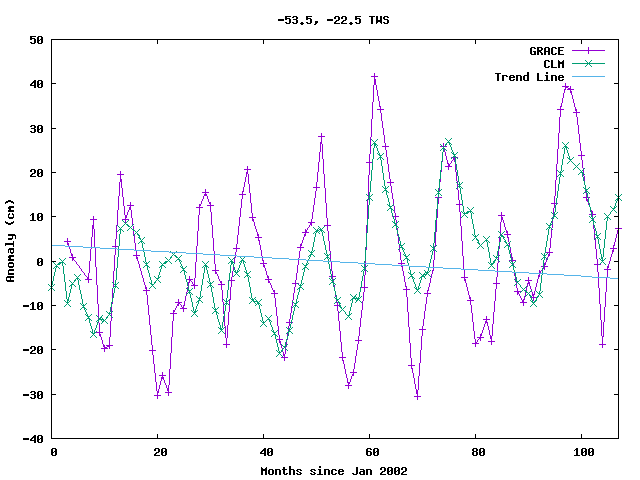 -53.5, -22.5 TWS
GRACE
CLM
Trend Line
50
40
30
20
10
0
-10
-20
-30
-40
Anomaly (cm)
0 20 40 60 80 100
Months since Jan 2002